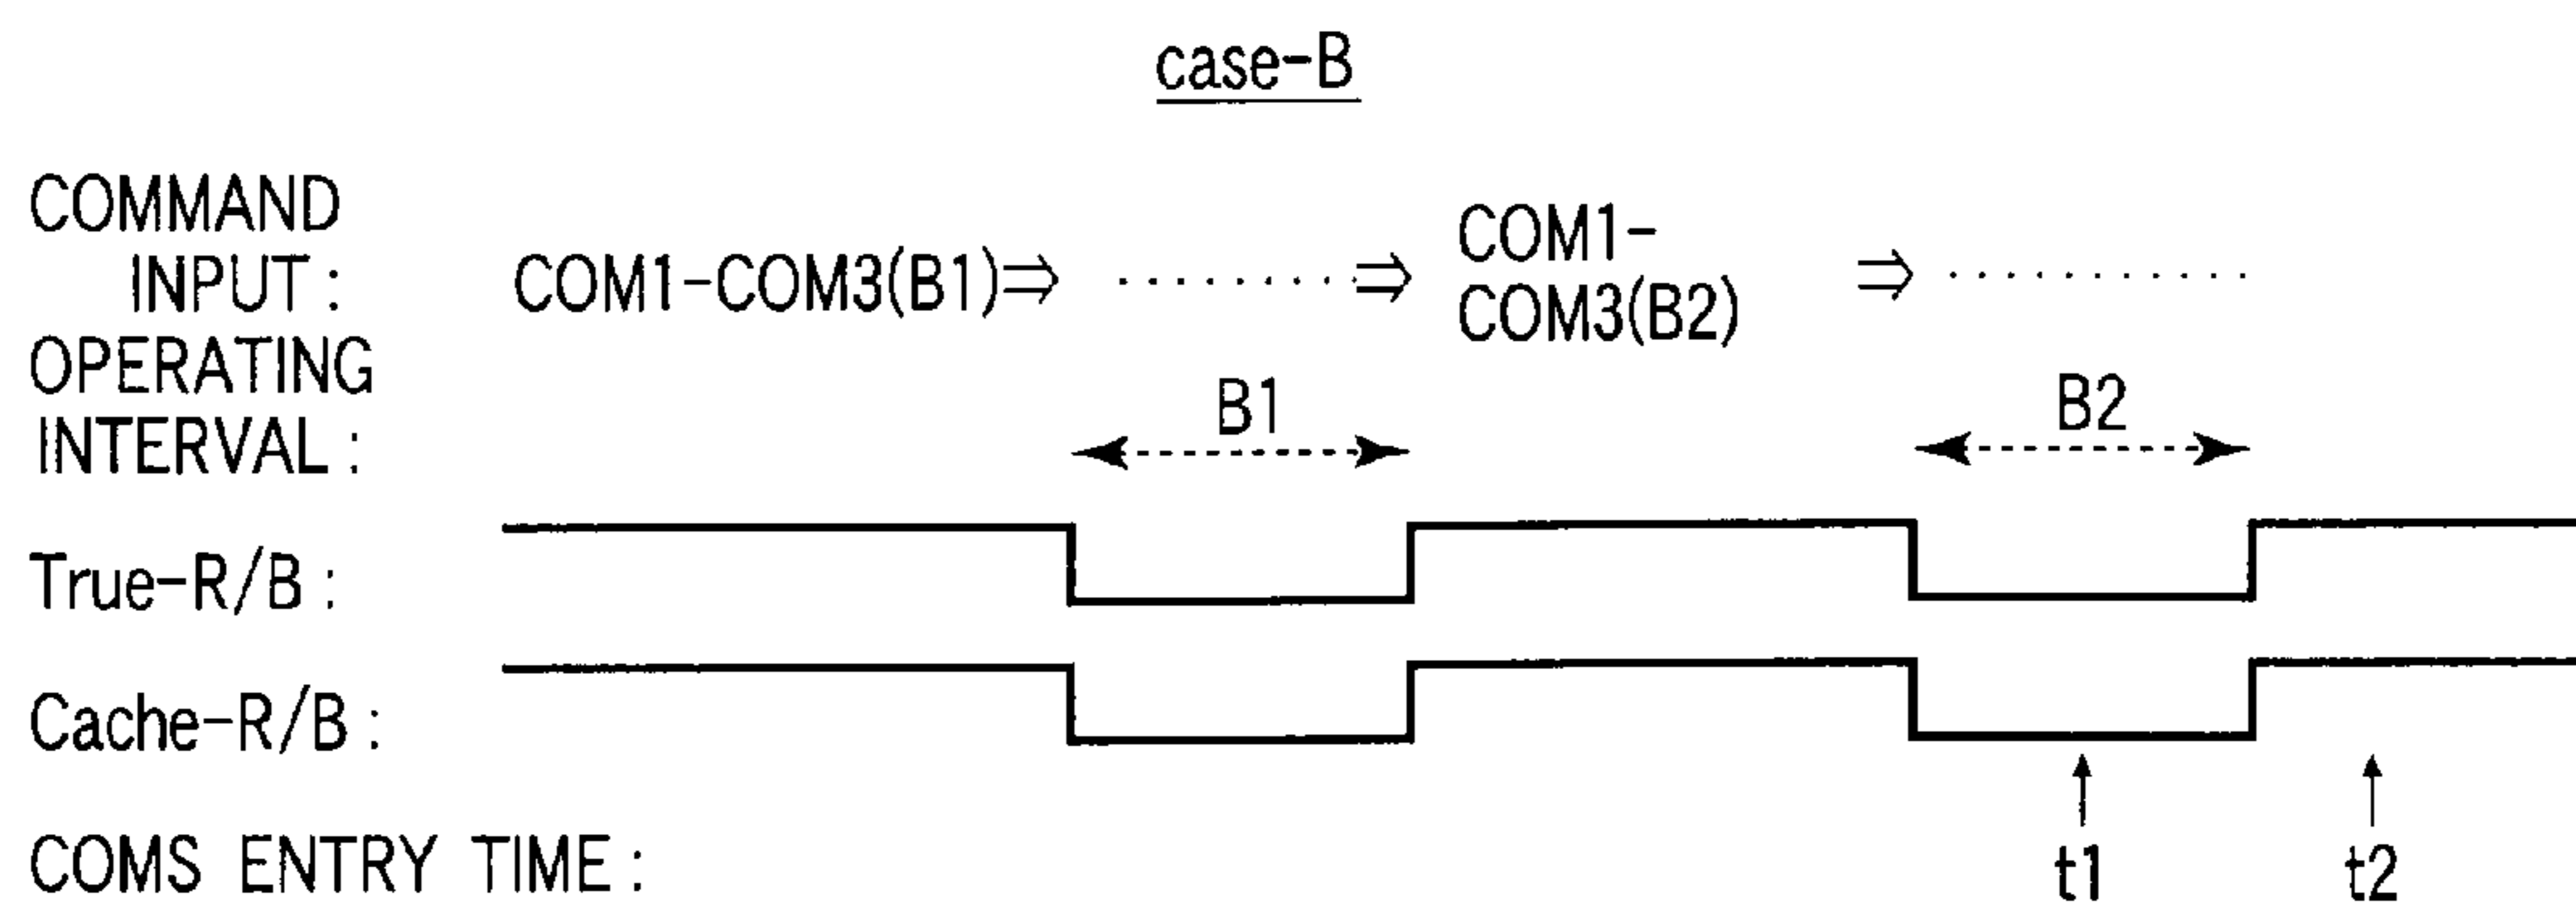 case-B
COMMAND
INPUT :
COM1-COM3(B1)⇒ ········⇒ COM1-
COM3(B2) ⇒ ···········
OPERATING
INTERVAL :
B1
B2
True-R/B :
Cache-R/B :
COMS ENTRY TIME :
t1
t2